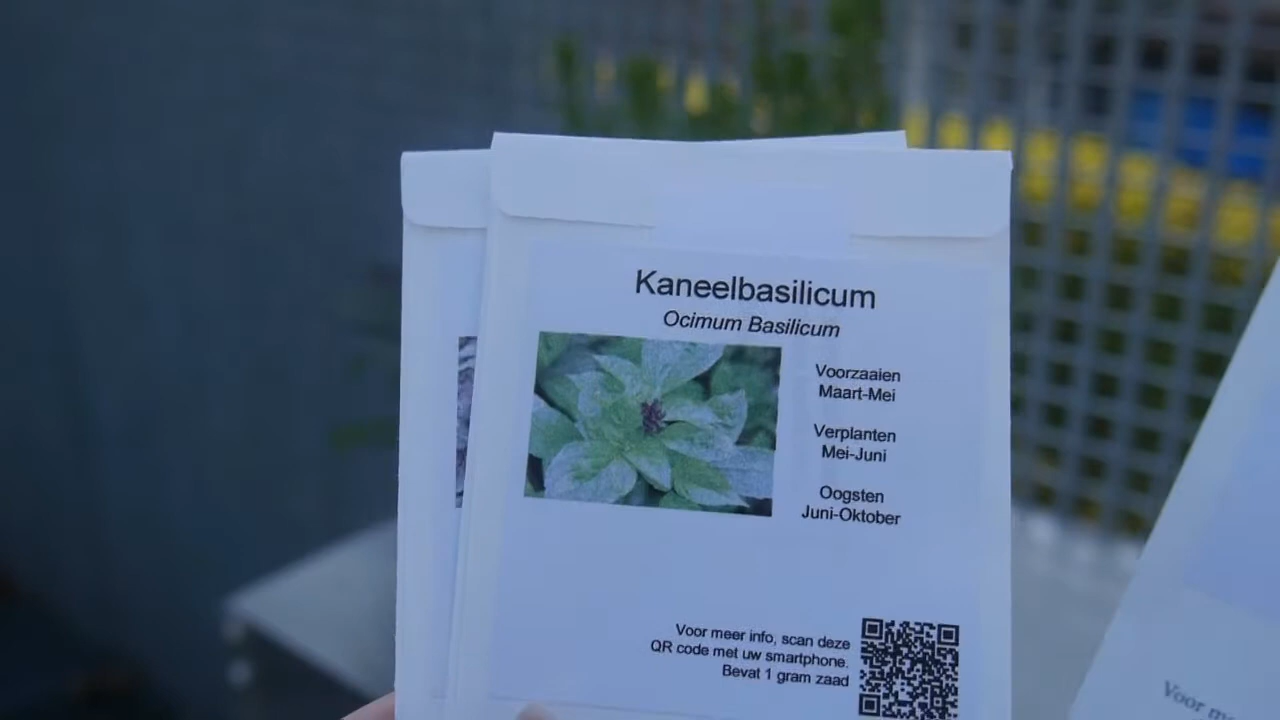 Kaneelbasilicum
Ocimum Basilicum
Voorzaaien
Maart-Mei
Verplanten
Mei-Juni
Oogsten
Juni-Oktober
Voor meer info, scan deze
QR code met uw smartphone.
Bevat 1 gram zaad
Voor